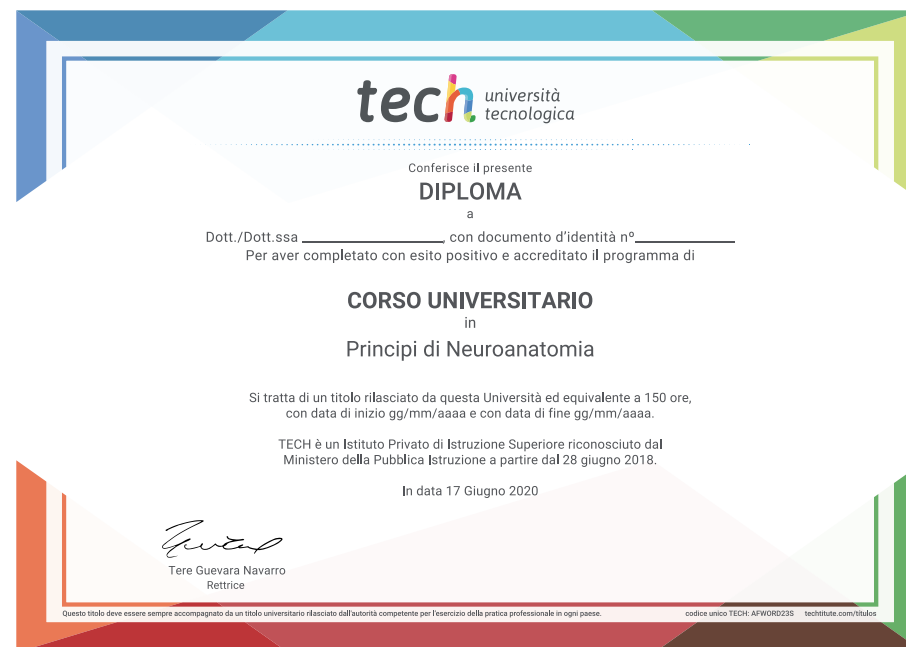 tech università
tecnologica
Conferisce il presente
DIPLOMA
a
Dott./Dott.ssa ____________, con documento d'identità nº____________
Per aver completato con esito positivo e accreditato il programma di
CORSO UNIVERSITARIO
in
Principi di Neuroanatomia
Si tratta di un titolo rilasciato da questa Università ed equivalente a 150 ore,
con data di inizio gg/mm/aaaa e con data di fine gg/mm/aaaa.
TECH è un Istituto Privato di Istruzione Superiore riconosciuto dal
Ministero della Pubblica Istruzione a partire dal 28 giugno 2018.
In data 17 Giugno 2020
Tere Guevara Navarro
Rettrice
Questo titolo deve essere sempre accompagnato da un titolo universitario rilasciato dall'autorità competente per l'esercizio della pratica professionale in ogni paese. codice unico TECH: AFWORD23S techtitute.com/titulos